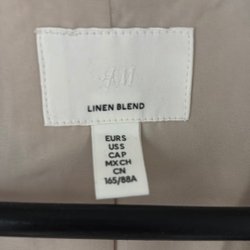 H&M
LINEN BLEND
EUR S
US S
CA P
MX CH
CN
165/88A